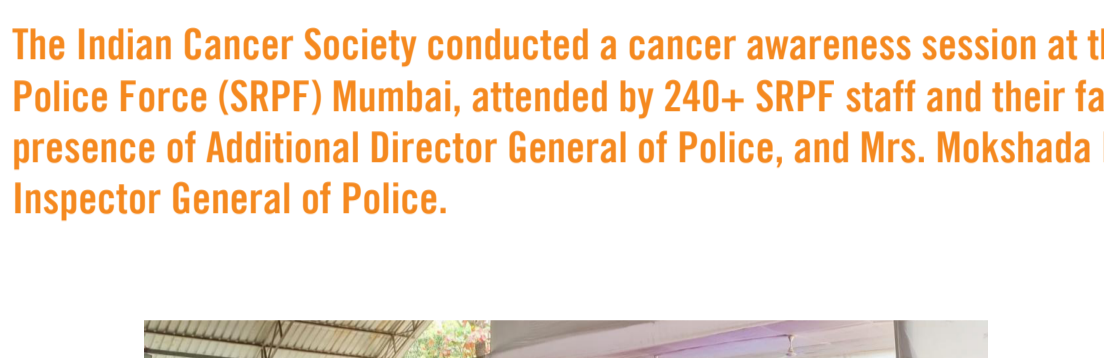 The Indian Cancer Society conducted a cancer awareness session at
Police Force (SRPF) Mumbai, attended by 240+ SRPF staff and their
presence of Additional Director General of Police, and Mrs. Mokshada
Inspector General of Police.